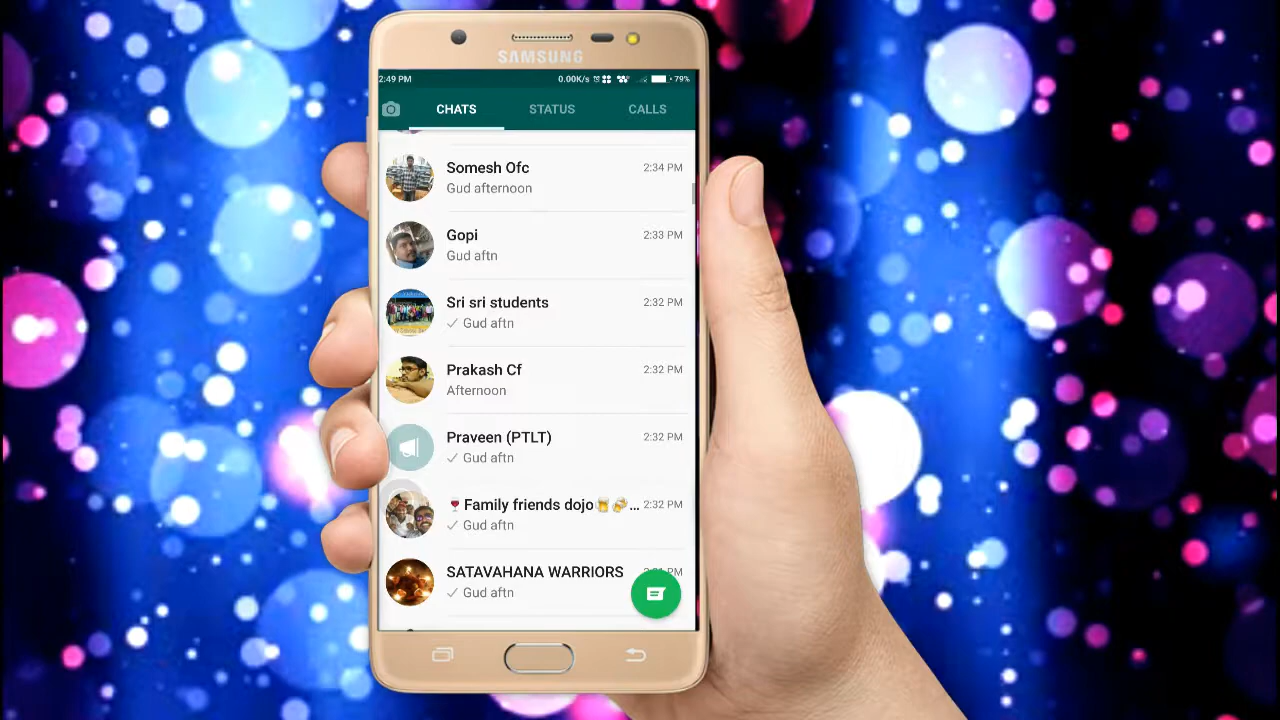 SAMSUNG
2:49 PM 0.00K/s 79%
CHATS STATUS CALLS
Somesh Ofc 2:34 PM
Gud afternoon
Gopi 2:33 PM
Gud aftn
Sri sri students 2:32 PM
✓ Gud aftn
Prakash Cf 2:32 PM
Afternoon
Praveen (PTLT) 2:32 PM
✓ Gud aftn
🍷Family friends dojo🍺🍻... 2:32 PM
✓ Gud aftn
SATAVAHANA WARRIORS
✓ Gud aftn